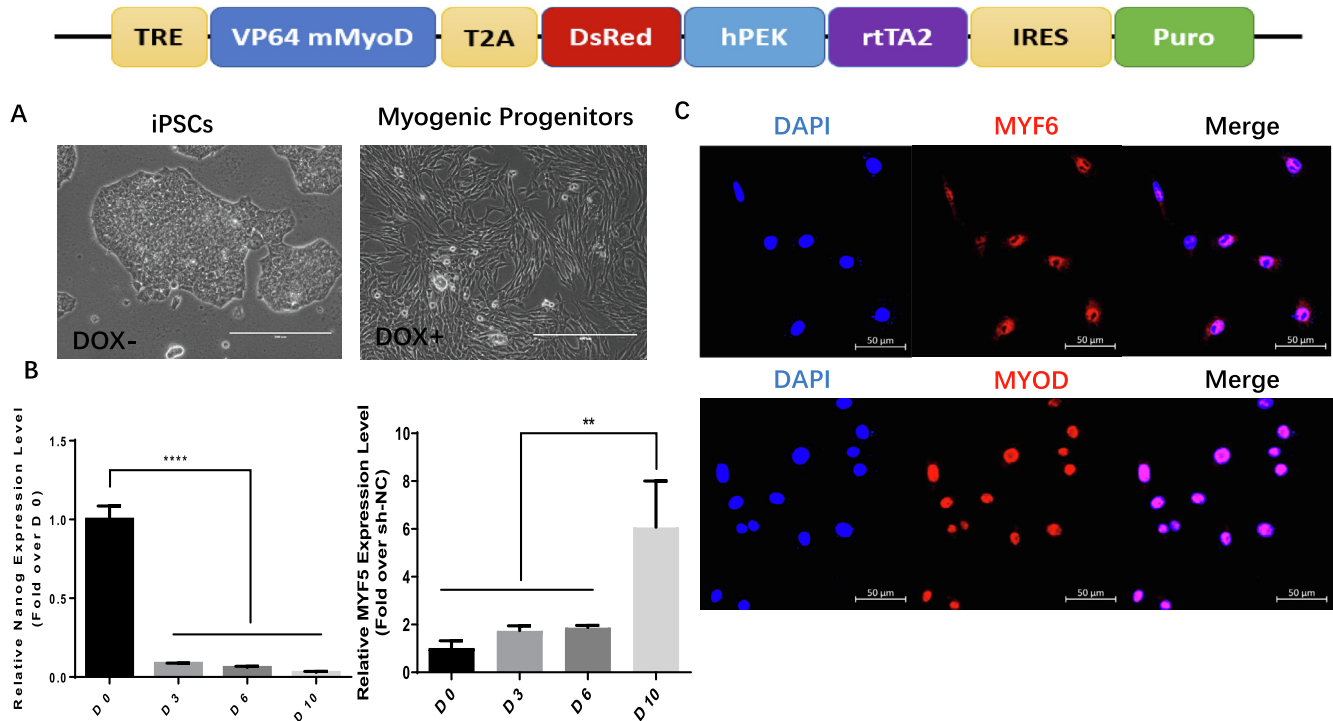 TRE VP64 mMyoD T2A DsRed hPEK rtTA2 IRES Puro
A
iPSCs
Myogenic Progenitors
DOX-
DOX+
B
Relative Nanog Expression Level
(Fold over D 0)
1.5
1.0
0.5
0.0
****
D 0
D 3
D 6
D 10
Relative MYF5 Expression Level
(Fold over sh-NC)
10
8
6
4
2
0
**
D 0
D 3
D 6
D 10
C
DAPI
MYF6
Merge
50 μm
50 μm
50 μm
DAPI
MYOD
Merge
50 μm
50 μm
50 μm